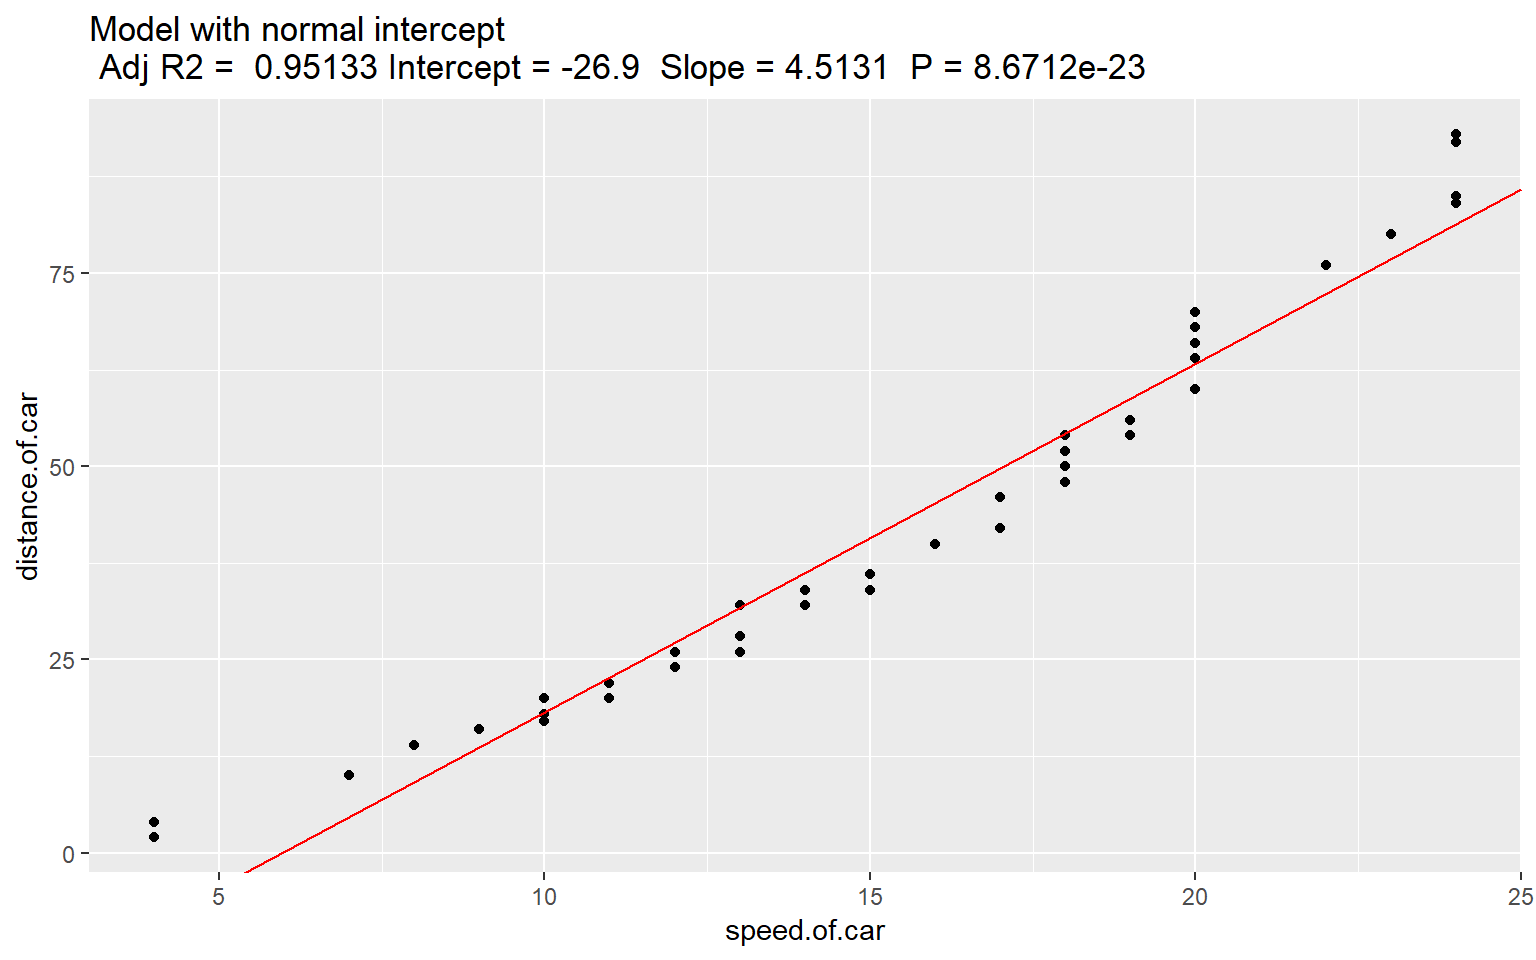 Model with normal intercept
Adj R2 =  0.95133 Intercept = -26.9  Slope = 4.5131  P = 8.6712e-23
75
50
25
0
distance.of.car
5 10 15 20 25
speed.of.car